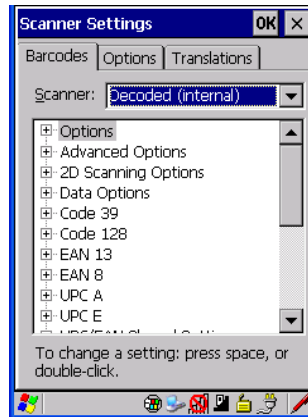 Scanner Settings OK ×
Barcodes Options Translations
Scanner: Decoded (internal)
Options
Advanced Options
2D Scanning Options
Data Options
Code 39
Code 128
EAN 13
EAN 8
UPC A
UPC E
To change a setting: press space, or
double-click.